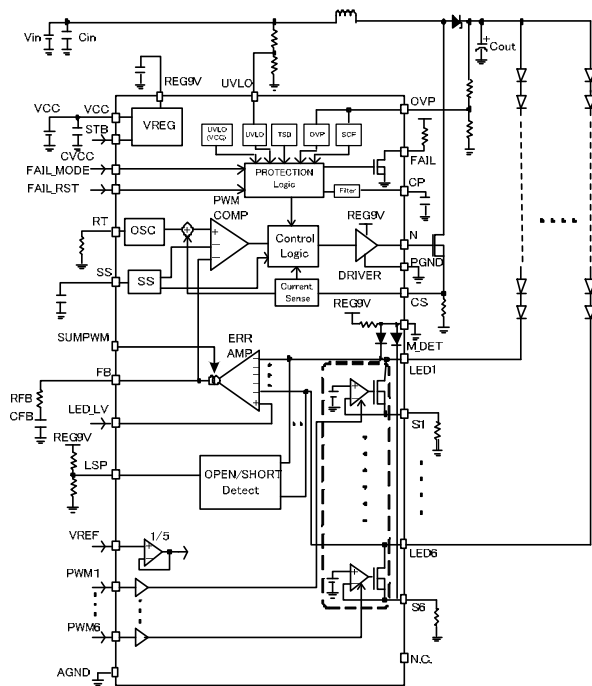 Vin
Cin
+
Cout
REG9V
UVLO
VCC
VCC
STB
CVCC
VREG
OVP
UVLO
(VCC)
UVLO
TSD
OVP
SCP
FAIL_MODE
FAIL_RST
PROTECTION
Logic
FAIL
Filter
CP
PWM
COMP
RT
OSC
+
-
-
Control
Logic
REG9V
DRIVER
N
PGND
SS
SS
Current
Sense
CS
REG9V
SUMPWM
ERR
AMP
M_DET
FB
-
-
-
-
-
-
+
LED1
RFB
CFB
LED_LV
REG9V
LSP
OPEN/SHORT
Detect
+
-
S1
VREF
1/5
+
-
LED6
PWM1
+
-
S6
PWM6
N.C.
AGND